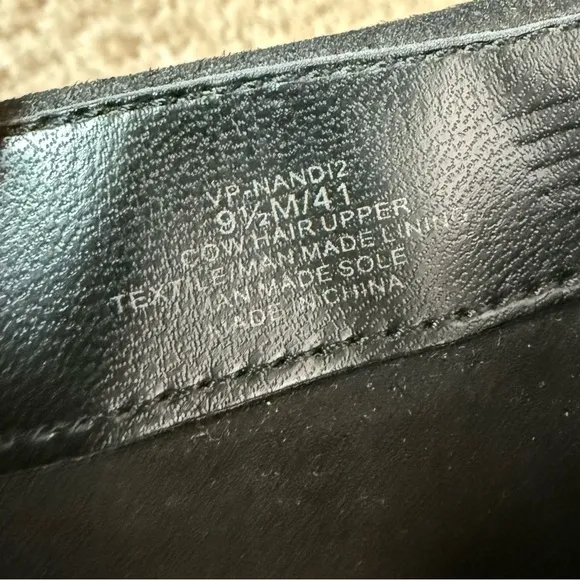 VP-NANDI2
9½M/41
COW HAIR UPPER
TEXTILE/MAN MADE LINING
MAN MADE SOLE
MADE IN CHINA